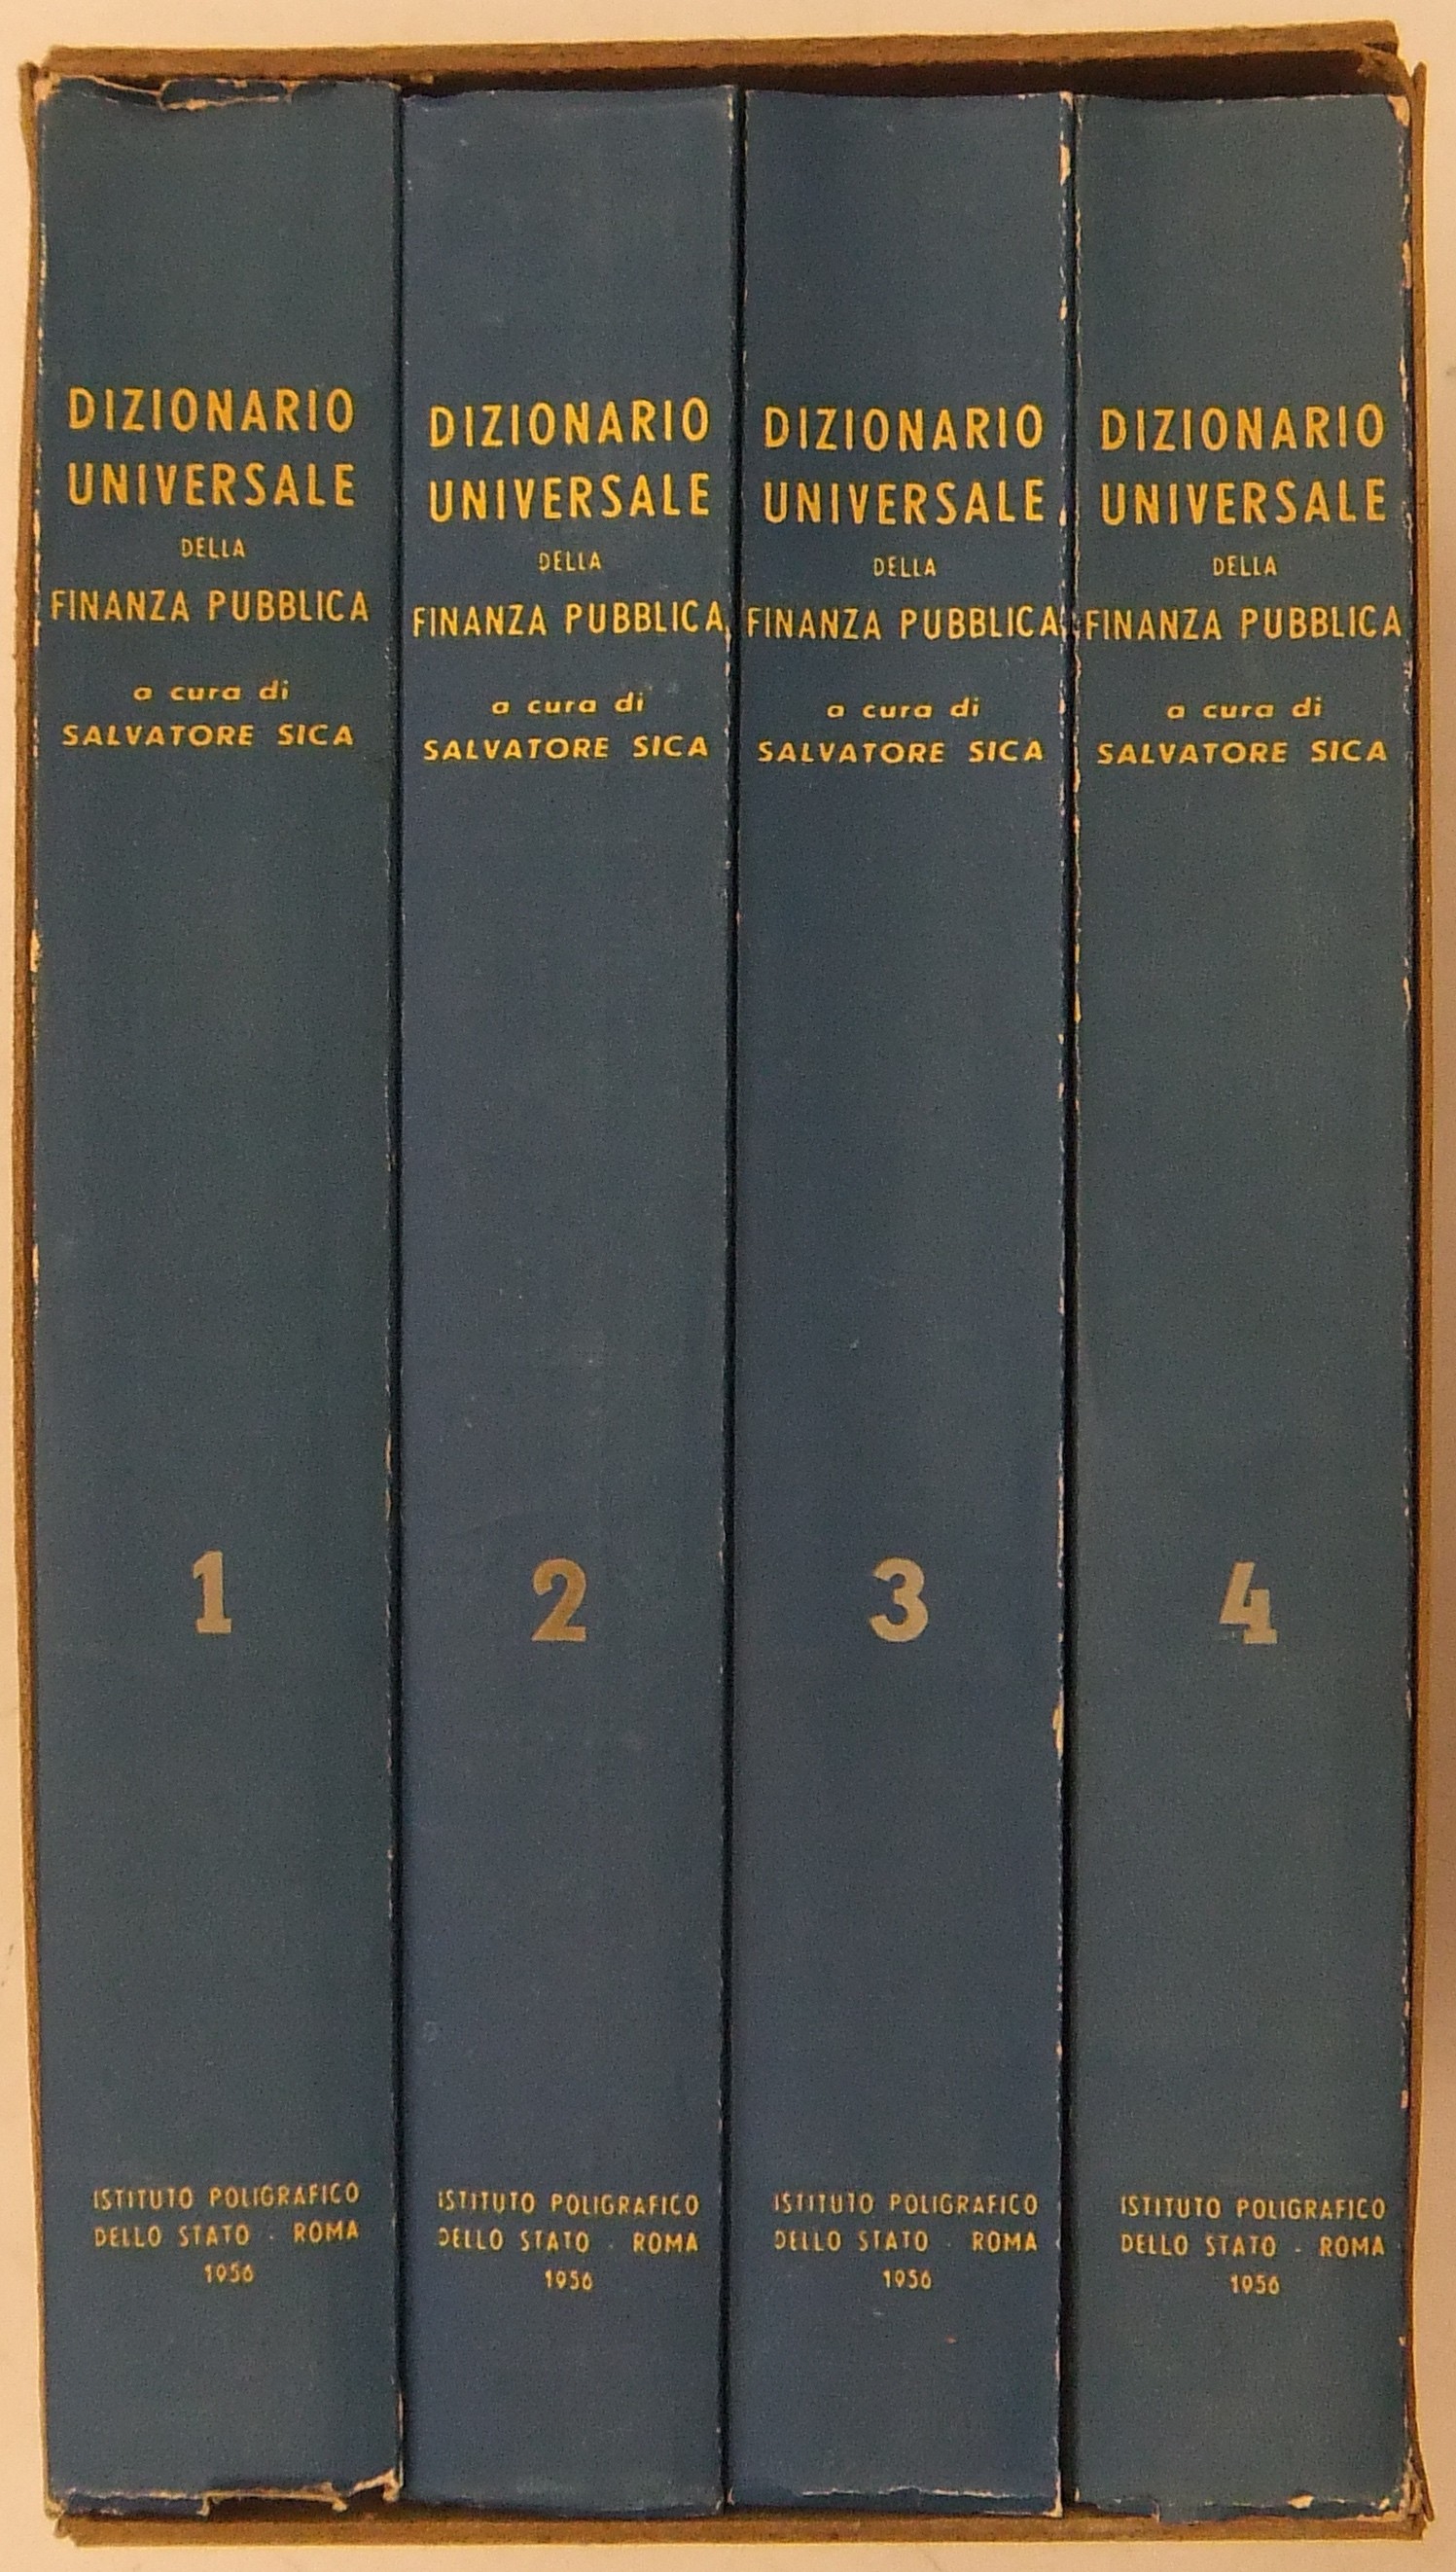 DIZIONARIO
UNIVERSALE
DELLA
FINANZA PUBBLICA
a cura di
SALVATORE SICA
1
ISTITUTO POLIGRAFICO
DELLO STATO - ROMA
1956
DIZIONARIO
UNIVERSALE
DELLA
FINANZA PUBBLICA
a cura di
SALVATORE SICA
2
ISTITUTO POLIGRAFICO
DELLO STATO - ROMA
1956
DIZIONARIO
UNIVERSALE
DELLA
FINANZA PUBBLICA
a cura di
SALVATORE SICA
3
ISTITUTO POLIGRAFICO
DELLO STATO - ROMA
1956
DIZIONARIO
UNIVERSALE
DELLA
FINANZA PUBBLICA
a cura di
SALVATORE SICA
4
ISTITUTO POLIGRAFICO
DELLO STATO - ROMA
1956